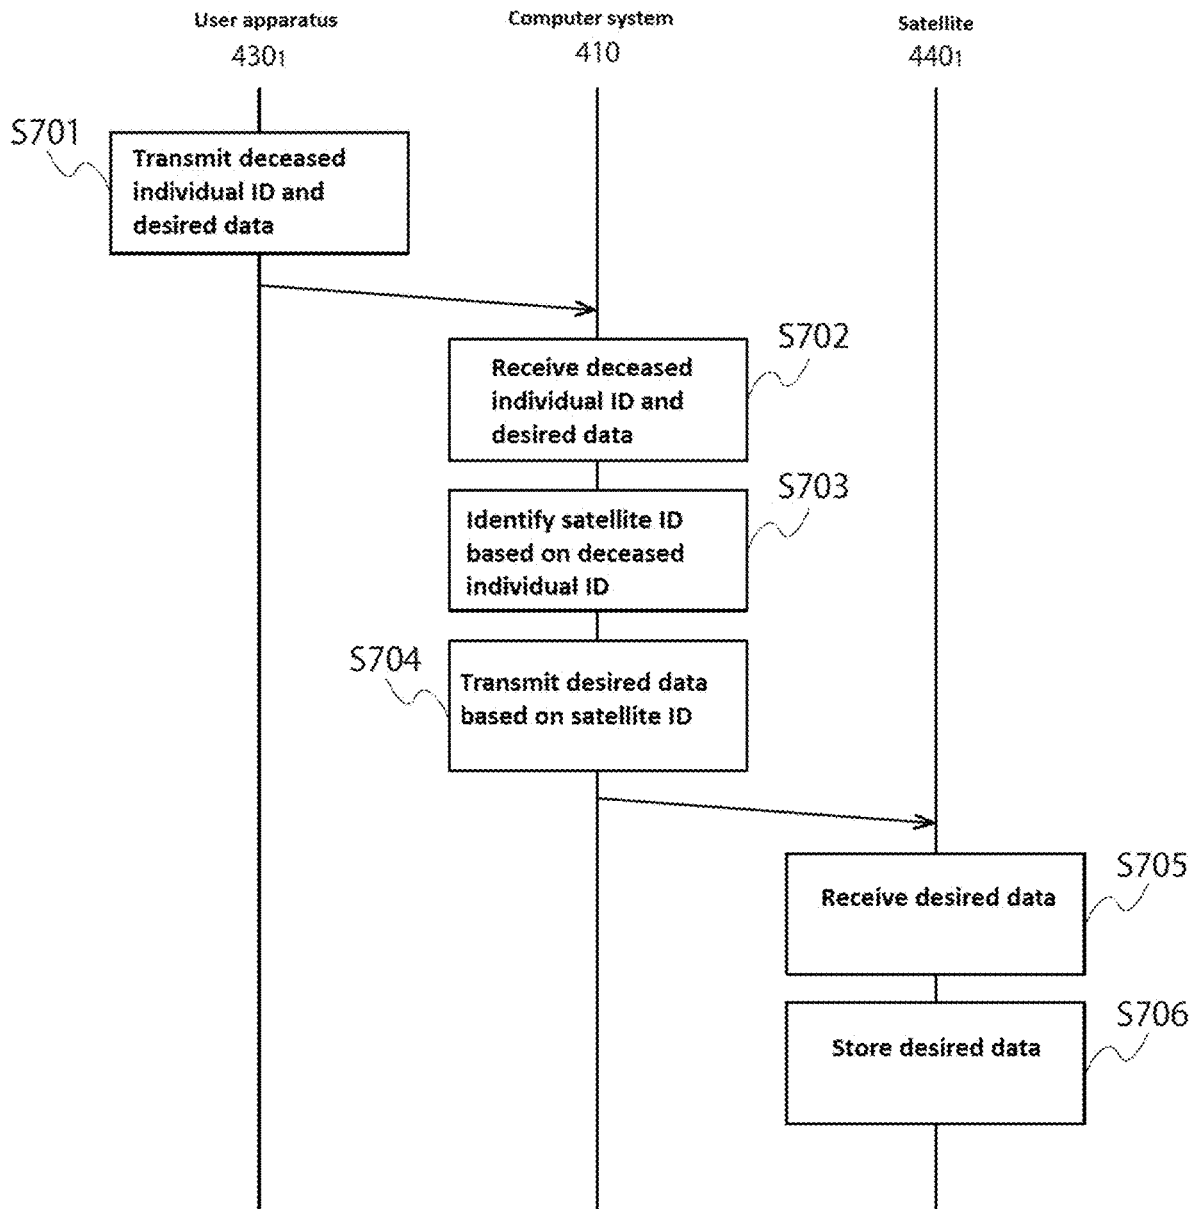 User apparatus
430₁
Computer system
410
Satellite
440₁
S701
Transmit deceased
individual ID and
desired data
S702
Receive deceased
individual ID and
desired data
S703
Identify satellite ID
based on deceased
individual ID
S704
Transmit desired data
based on satellite ID
S705
Receive desired data
S706
Store desired data